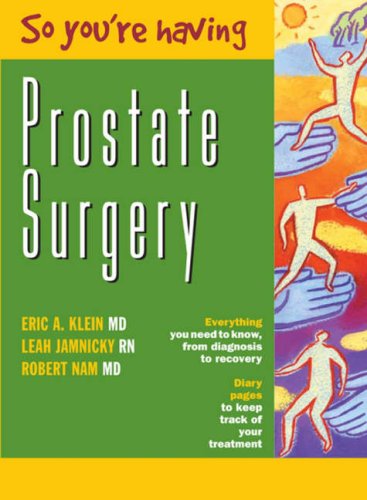 So you're having
Prostate
Surgery
ERIC A. KLEIN MD
LEAH JAMNICKY RN
ROBERT NAM MD
Everything
you need to know,
from diagnosis
to recovery
Diary
pages
to keep
track of
your
treatment